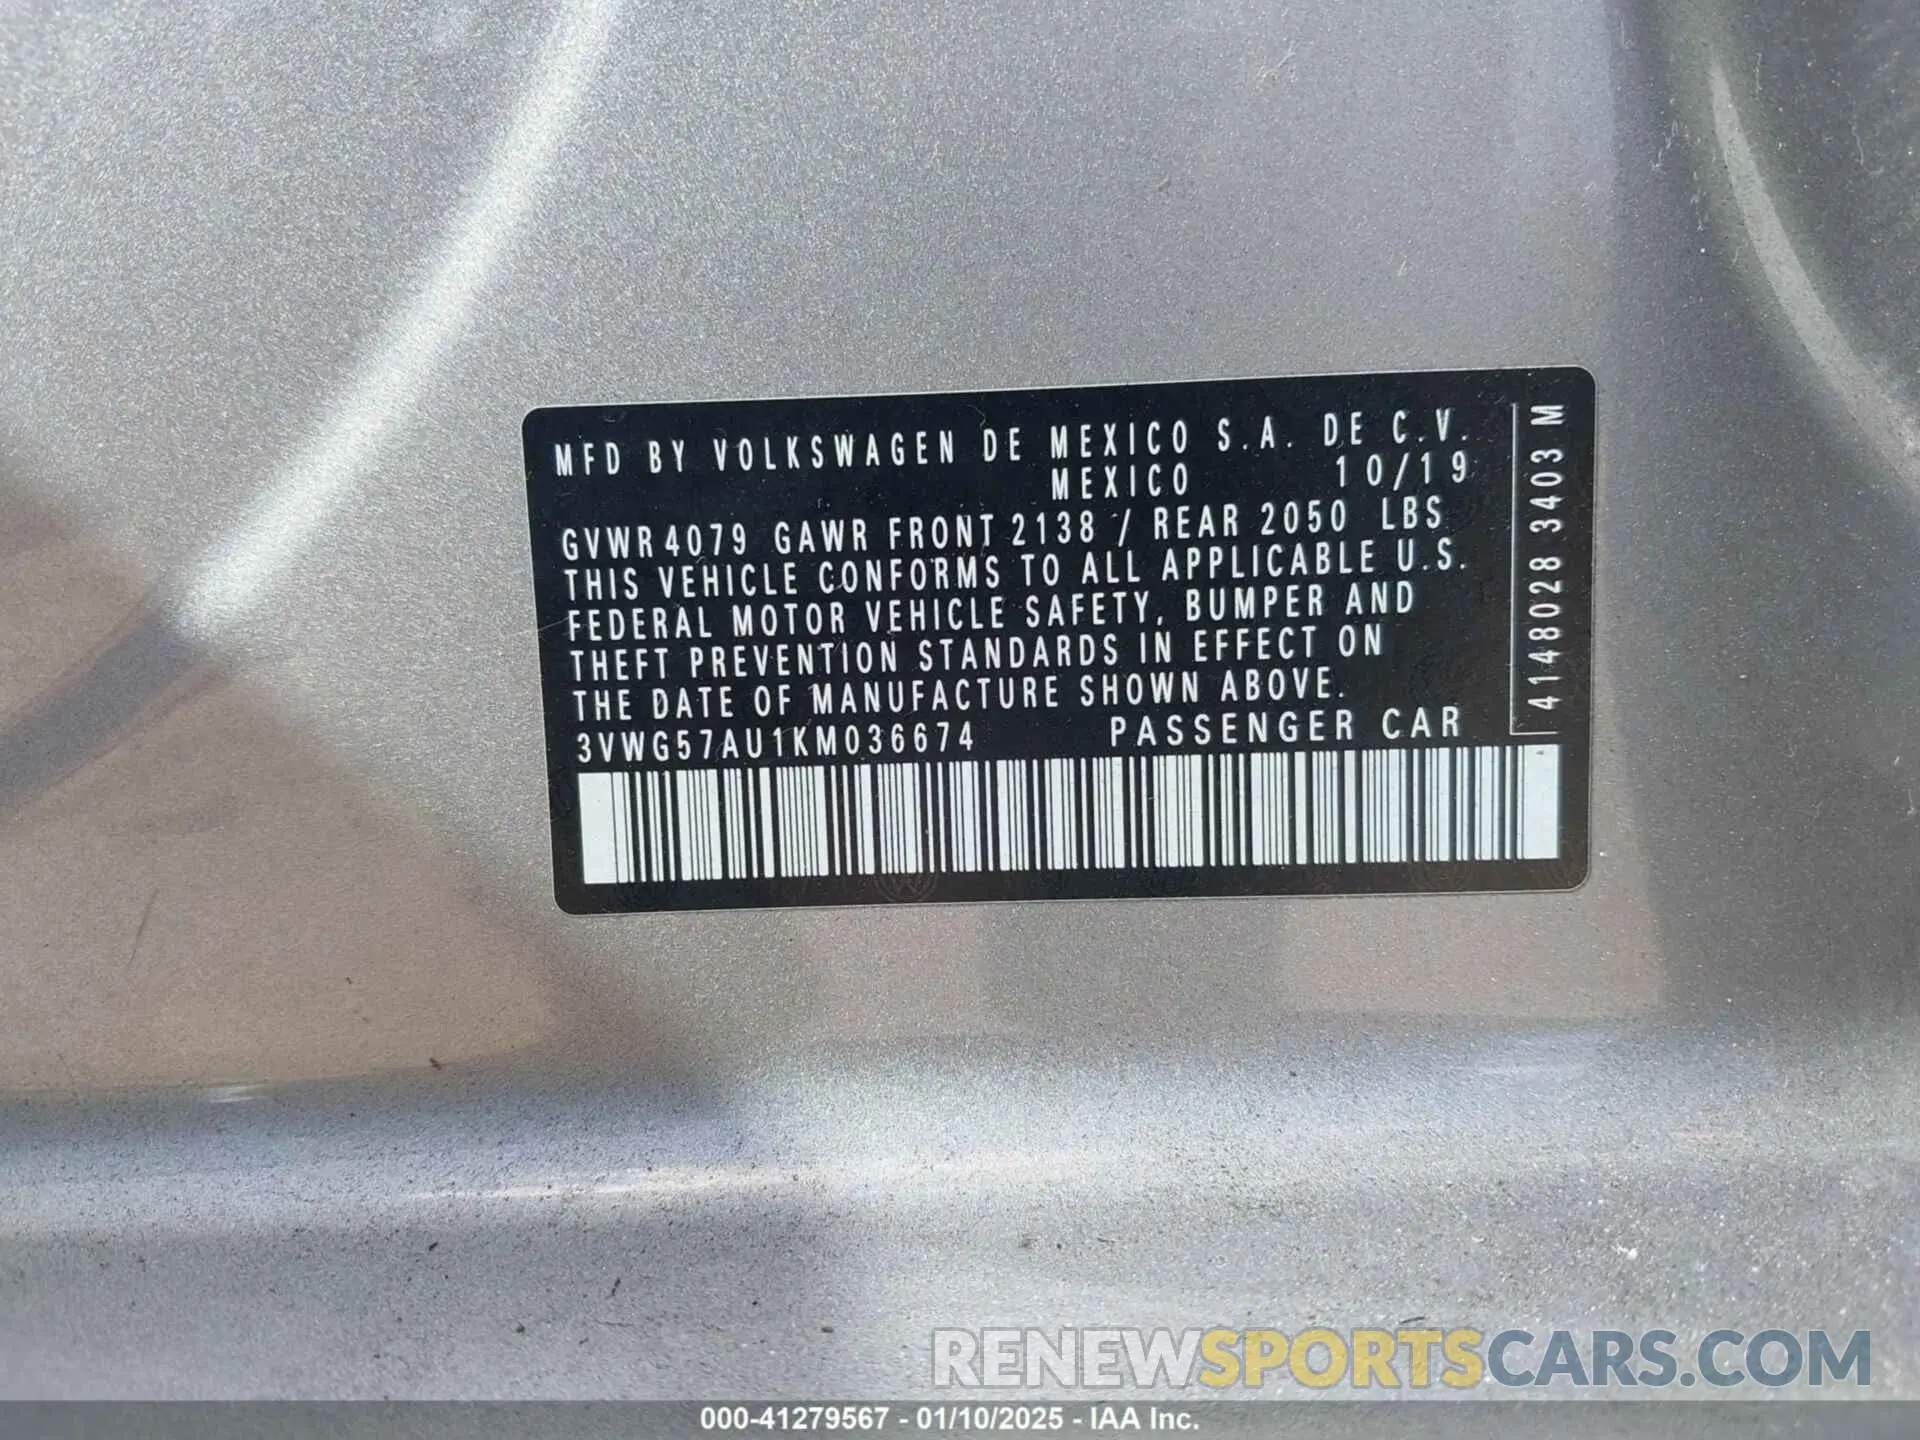 MFD BY VOLKSWAGEN DE MEXICO S.A. DE C.V.
MEXICO 10/19
GVWR 4079 GAWR FRONT 2138 / REAR 2050 LBS
THIS VEHICLE CONFORMS TO ALL APPLICABLE U.S.
FEDERAL MOTOR VEHICLE SAFETY, BUMPER AND
THEFT PREVENTION STANDARDS IN EFFECT ON
THE DATE OF MANUFACTURE SHOWN ABOVE.
3VWG57AU1KM036674 PASSENGER CAR
4148028 3403 M
RENEWSPORTSCARS.COM
000-41279567 - 01/10/2025 - IAA Inc.